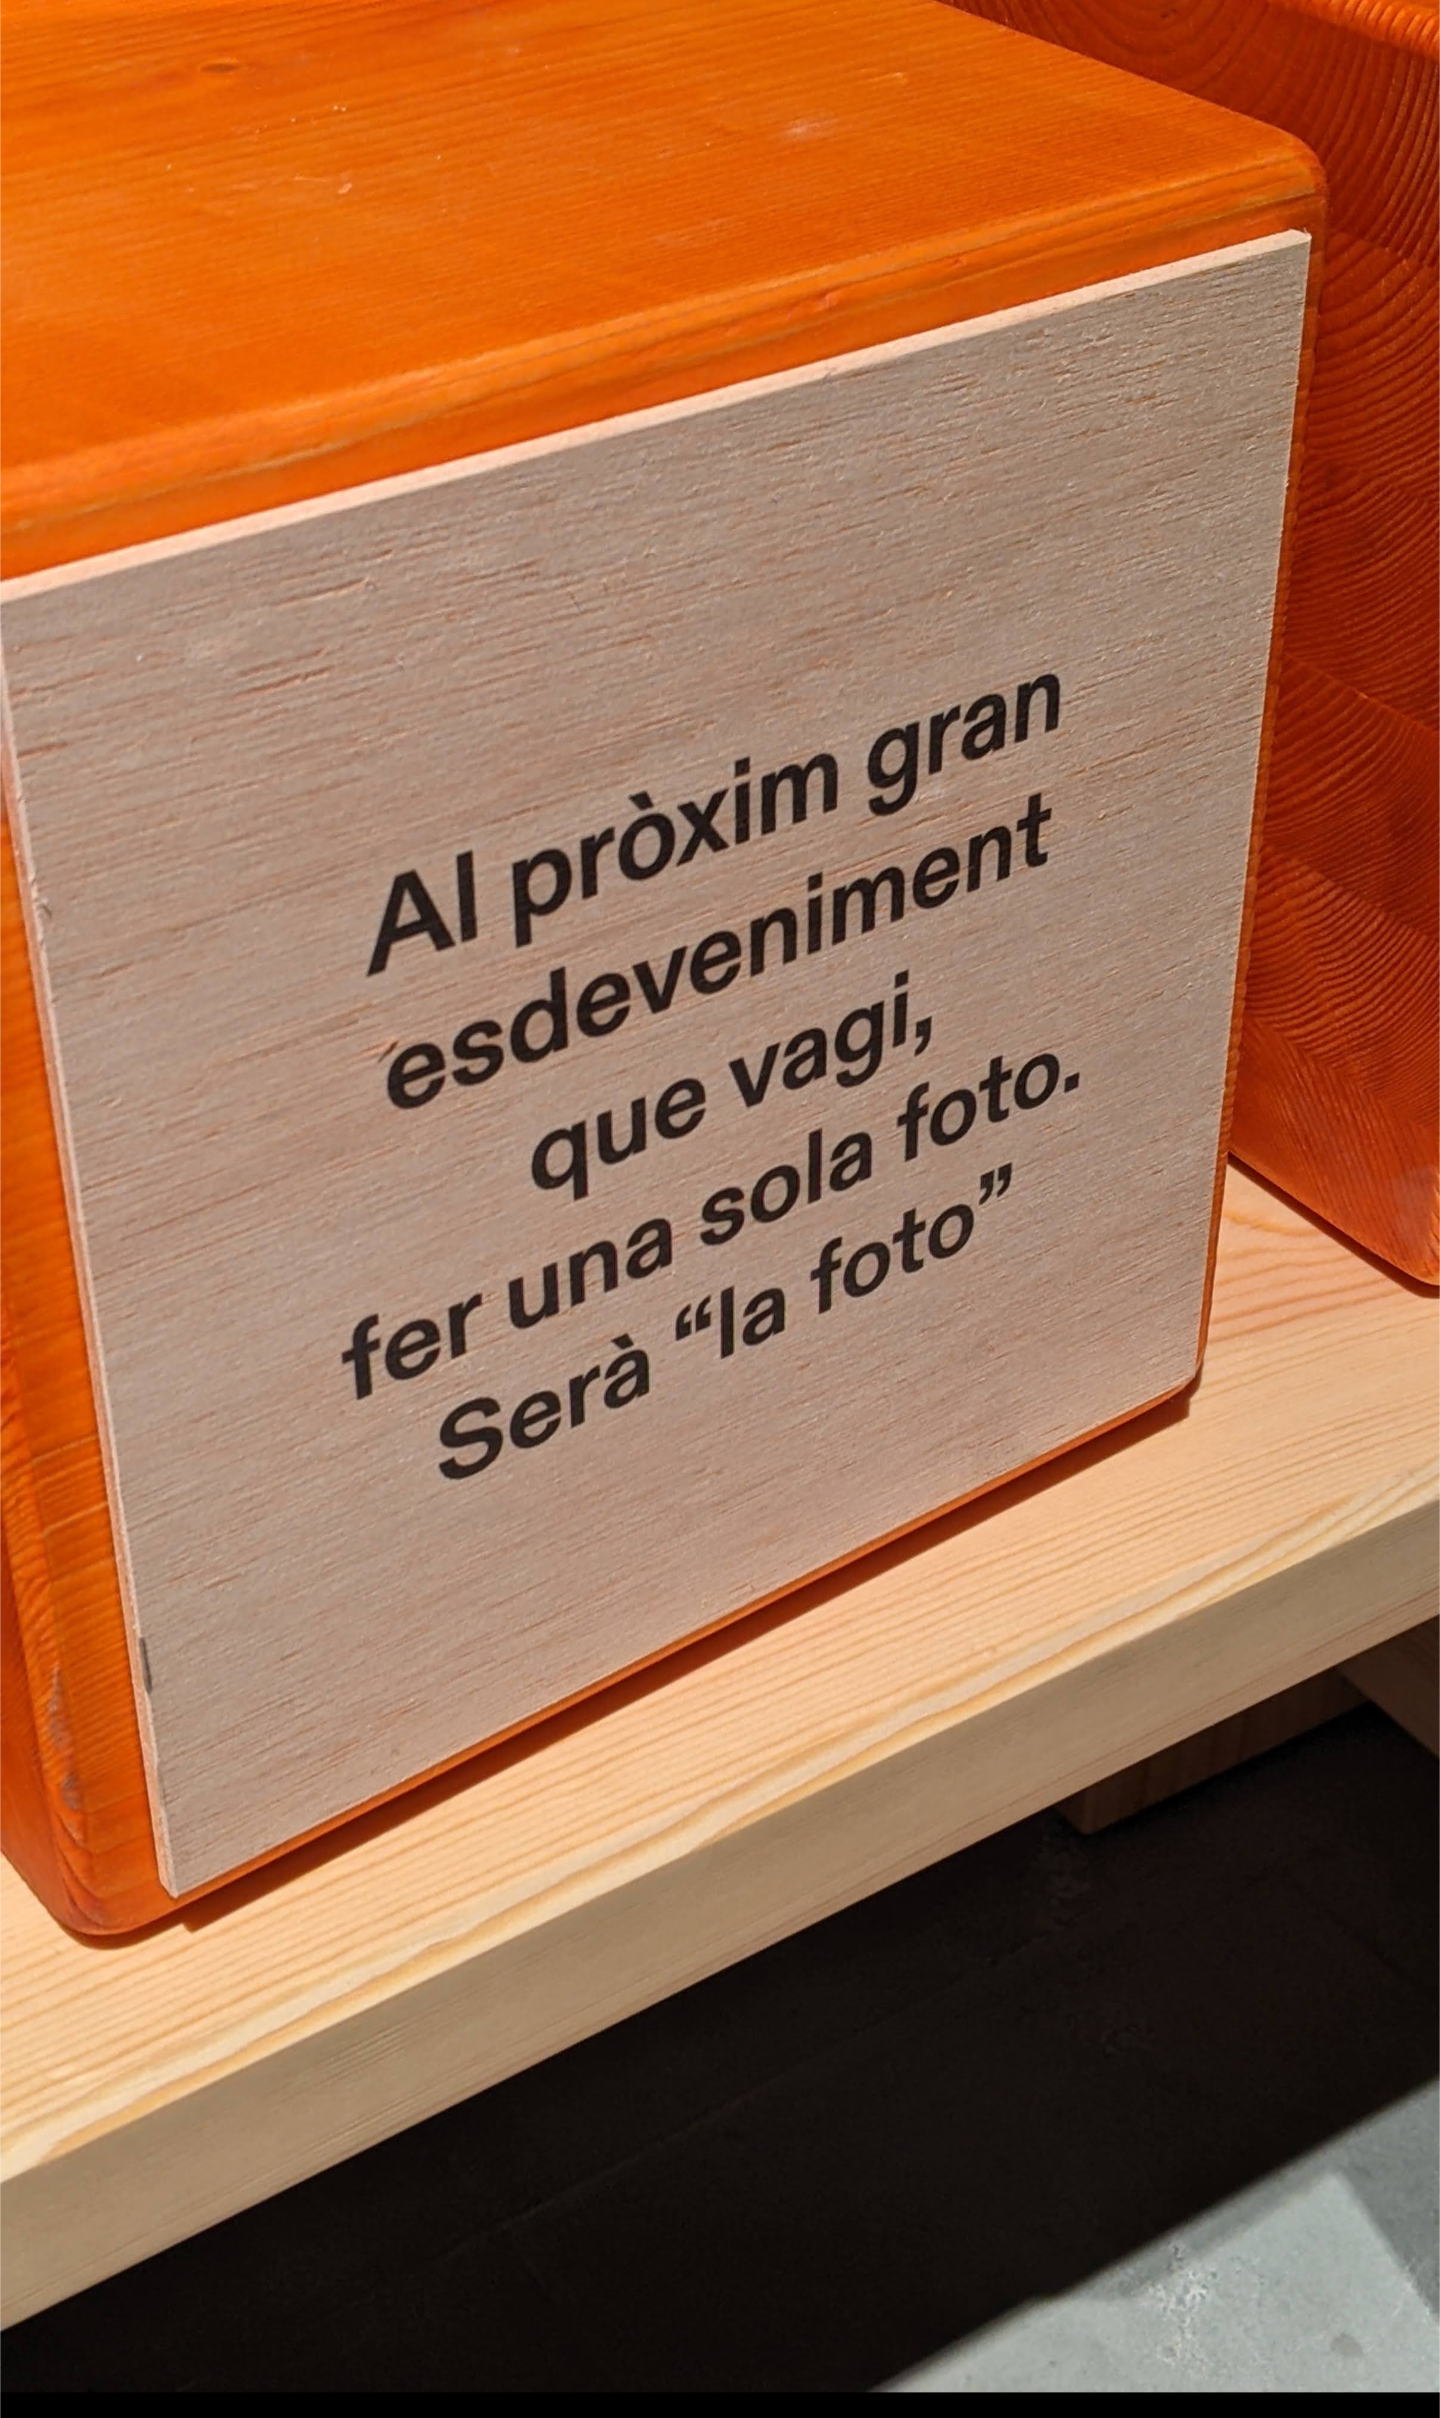 Al pròxim gran
esdeveniment
que vagi,
fer una sola foto.
Serà “la foto”